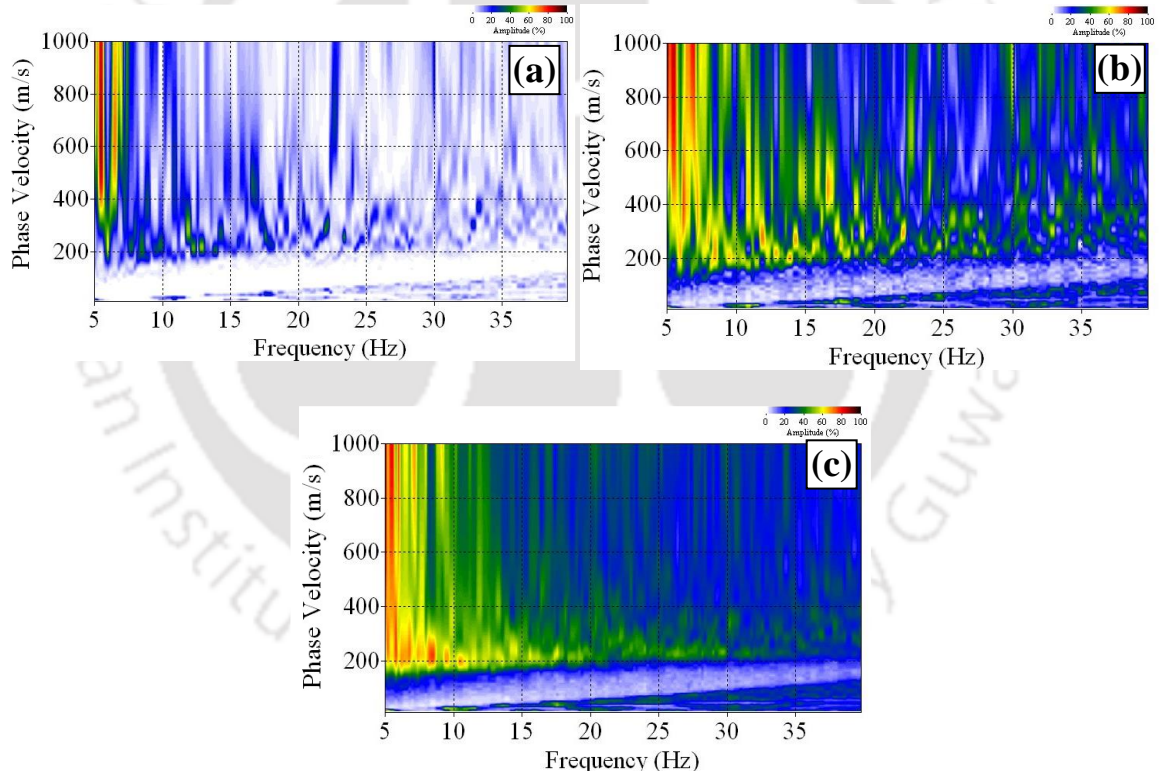 0 20 40 60 80 100
Amplitude (%)
(a)
1000
800
600
400
200
Phase Velocity (m/s)
5 10 15 20 25 30 35
Frequency (Hz)
0 20 40 60 80 100
Amplitude (%)
(b)
1000
800
600
400
200
Phase Velocity (m/s)
5 10 15 20 25 30 35
Frequency (Hz)
0 20 40 60 80 100
Amplitude (%)
(c)
1000
800
600
400
200
Phase Velocity (m/s)
5 10 15 20 25 30 35
Frequency (Hz)
an Institu
y Guwa